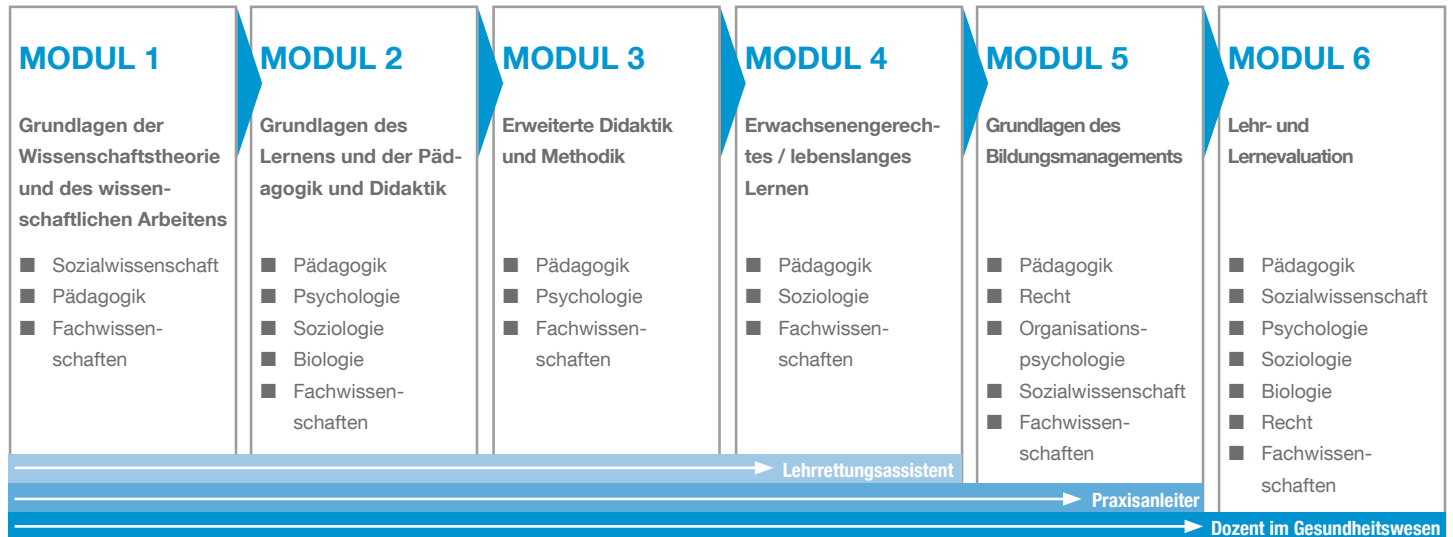 MODUL 1
Grundlagen der
Wissenschaftstheorie
und des wissen-
schaftlichen Arbeitens
Sozialwissenschaft
Pädagogik
Fachwissen-
schaften
MODUL 2
Grundlagen des
Lernens und der Päd-
agogik und Didaktik
Pädagogik
Psychologie
Soziologie
Biologie
Fachwissen-
schaften
MODUL 3
Erweiterte Didaktik
und Methodik
Pädagogik
Psychologie
Fachwissen-
schaften
MODUL 4
Erwachsenengerech-
tes / lebenslanges
Lernen
Pädagogik
Soziologie
Fachwissen-
schaften
MODUL 5
Grundlagen des
Bildungsmanagements
Pädagogik
Recht
Organisations-
psychologie
Sozialwissenschaft
Fachwissen-
schaften
MODUL 6
Lehr- und
Lernevaluation
Pädagogik
Sozialwissenschaft
Psychologie
Soziologie
Biologie
Recht
Fachwissen-
schaften
Lehrrettungsassistent
Praxisanleiter
Dozent im Gesundheitswesen